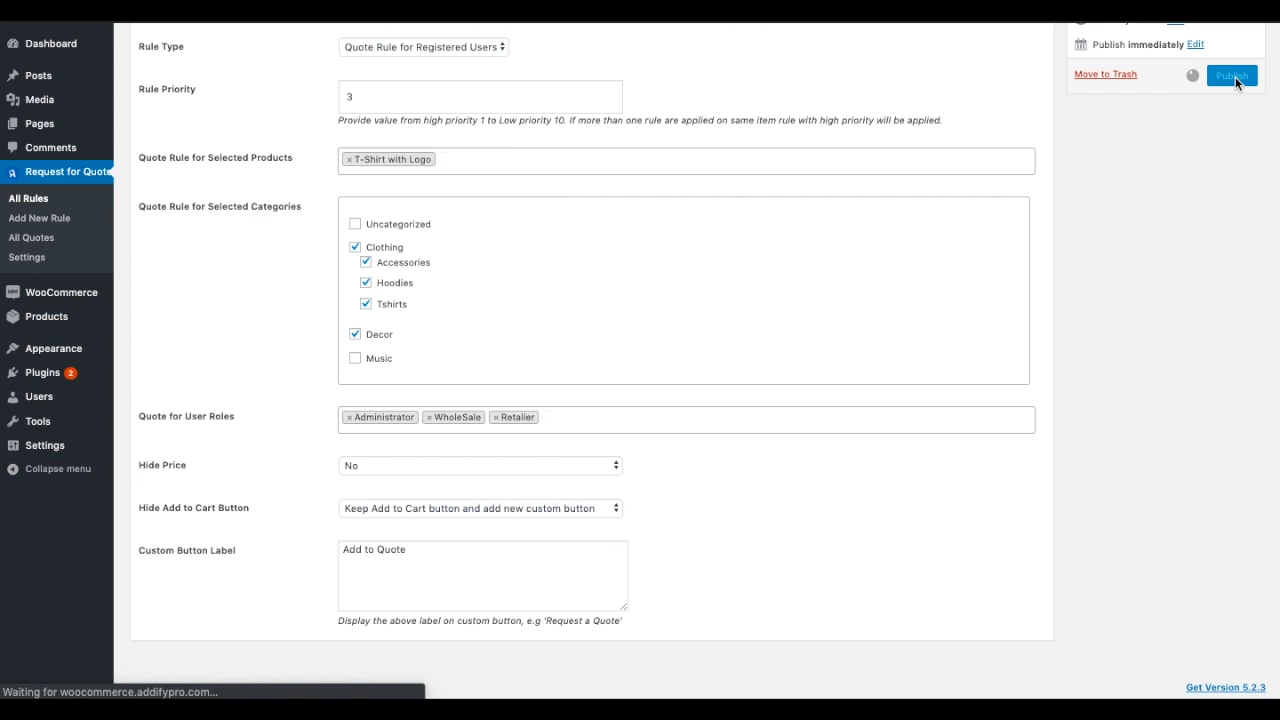 Dashboard
Posts
Media
Pages
Comments
Request for Quot
All Rules
Add New Rule
All Quotes
Settings
WooCommerce
Products
Appearance
Plugins 2
Users
Tools
Settings
Collapse menu
Rule Type
Quote Rule for Registered Users
Rule Priority
3
Provide value from high priority 1 to Low priority 10. if more than one rule are applied on same item rule with high priority will be applied.
Quote Rule for Selected Products
× T-Shirt with Logo
Quote Rule for Selected Categories
Uncategorized
Clothing
Accessories
Hoodies
Tshirts
Decor
Music
Quote for User Roles
× Administrator × WholeSale × Retalier
Hide Price
No
Hide Add to Cart Button
Keep Add to Cart button and add new custom button
Custom Button Label
Add to Quote
Display the above label on custom button, e.g 'Request a Quote'
Publish immediately Edit
Move to Trash
Publish
Get Version 5.2.3
Waiting for woocommerce.addifypro.com...